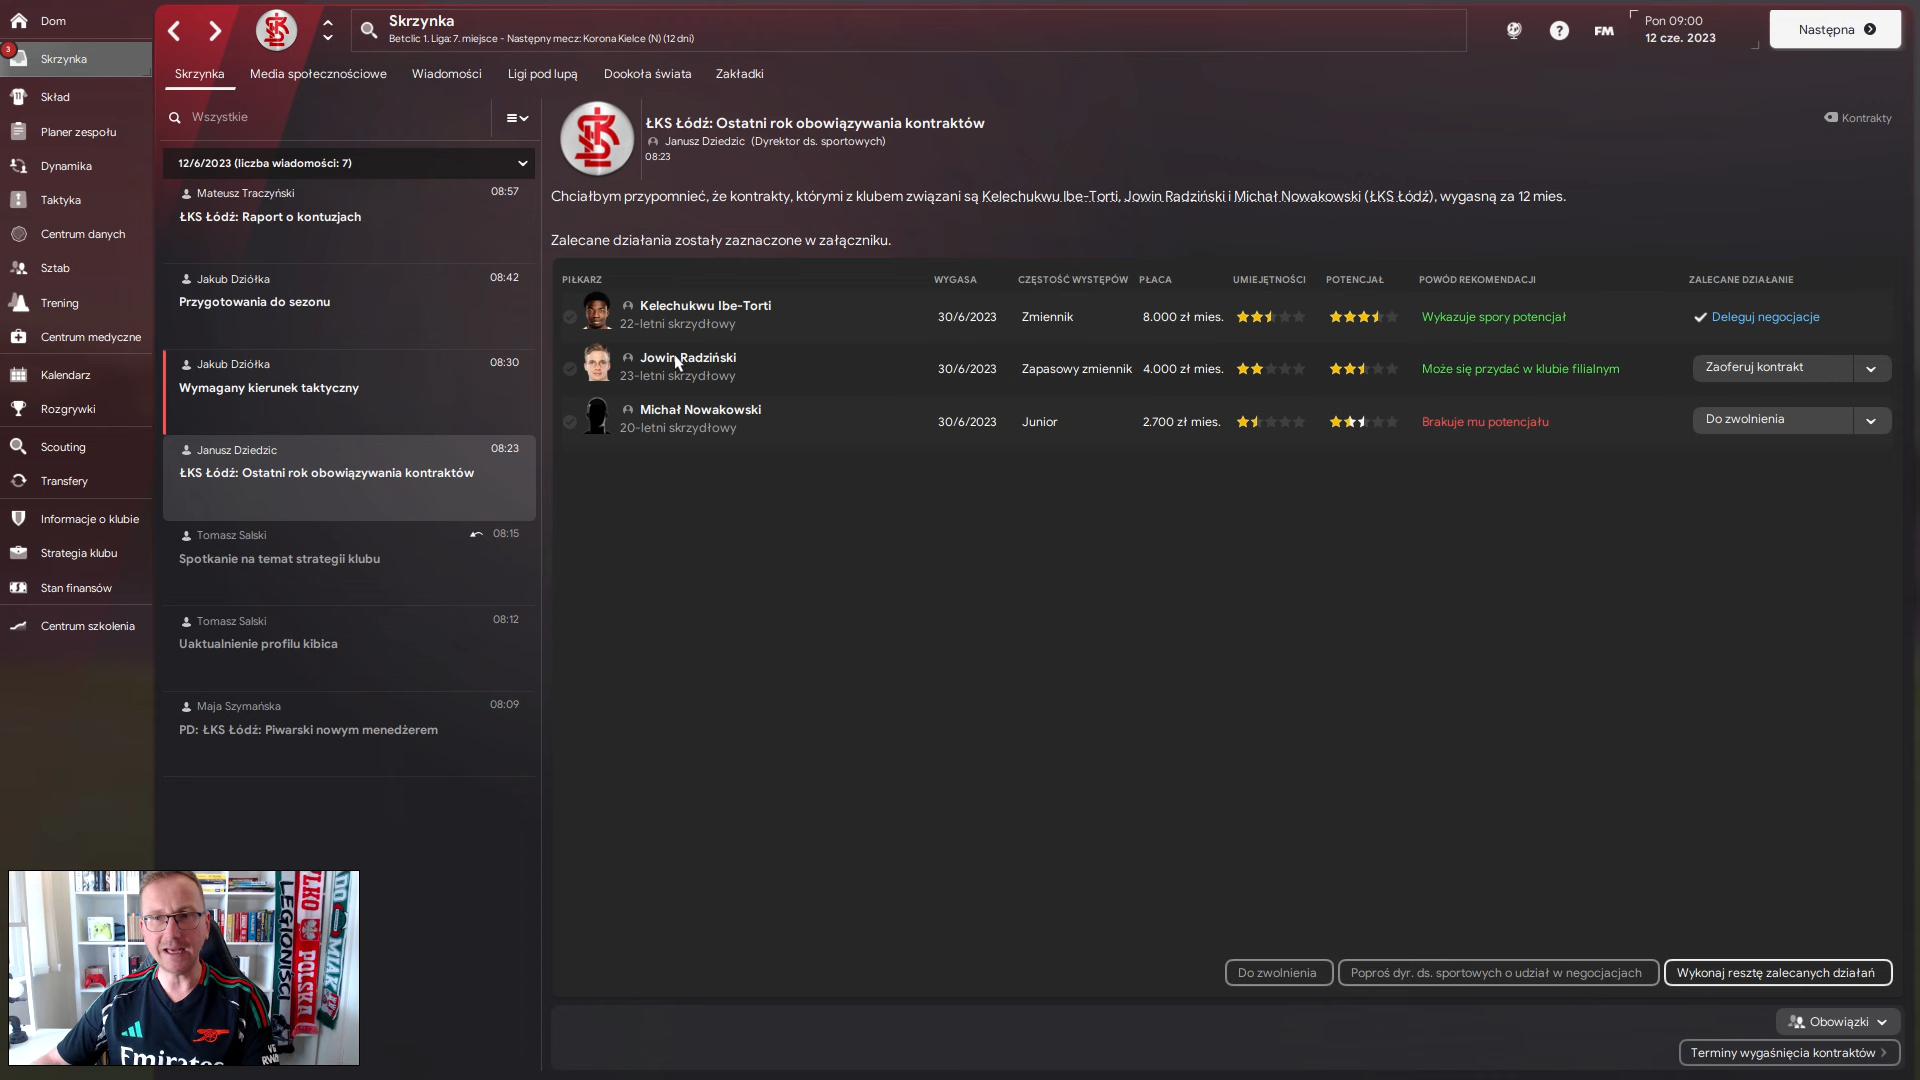 Dom
3
Skrzynka
Skład
Planer zespołu
Dynamika
Taktyka
Centrum danych
Sztab
Trening
Centrum medyczne
Kalendarz
Rozgrywki
Scouting
Transfery
Informacje o klubie
Strategia klubu
Stan finansów
Centrum szkolenia
Skrzynka
Betclic 1. Liga: 7. miejsce - Następny mecz: Korona Kielce (N) (12 dni)
FM
Pon 09:00
12 cze. 2023
Następna
Skrzynka
Media społecznościowe
Wiadomości
Ligi pod lupą
Dookoła świata
Zakładki
Wszystkie
12/6/2023 (liczba wiadomości: 7)
Mateusz Traczyński 08:57
ŁKS Łódź: Raport o kontuzjach
Jakub Dziółka 08:42
Przygotowania do sezonu
Jakub Dziółka 08:30
Wymagany kierunek taktyczny
Janusz Dziedzic 08:23
ŁKS Łódź: Ostatni rok obowiązywania kontraktów
Tomasz Salski 08:15
Spotkanie na temat strategii klubu
Tomasz Salski 08:12
Uaktualnienie profilu kibica
Maja Szymańska 08:09
PD: ŁKS Łódź: Piwarski nowym menedżerem
ŁKS Łódź: Ostatni rok obowiązywania kontraktów
Janusz Dziedzic (Dyrektor ds. sportowych)
08:23
Kontrakty
Chciałbym przypomnieć, że kontrakty, którymi z klubem związani są Kelechukwu Ibe-Torti, Jowin Radziński i Michał Nowakowski (ŁKS Łódź), wygasną za 12 mies.
Zalecane działania zostały zaznaczone w załączniku.
PIŁKARZ WYGASA CZĘSTOŚĆ WYSTĘPÓW PŁACA UMIEJĘTNOŚCI POTENCJAŁ POWÓD REKOMENDACJI ZALECANE DZIAŁANIE
Kelechukwu Ibe-Torti
22-letni skrzydłowy
30/6/2023 Zmiennik 8.000 zł mies. Wykazuje spory potencjał Deleguj negocjacje
Jowin Radziński
23-letni skrzydłowy
30/6/2023 Zapasowy zmiennik 4.000 zł mies. Może się przydać w klubie filialnym Zaoferuj kontrakt
Michał Nowakowski
20-letni skrzydłowy
30/6/2023 Junior 2.700 zł mies. Brakuje mu potencjału Do zwolnienia
Do zwolnienia
Poproś dyr. ds. sportowych o udział w negocjacjach
Wykonaj resztę zalecanych działań
Obowiązki
Terminy wygaśnięcia kontraktów
LEGIONIŚCI
POLSKA
Emirates